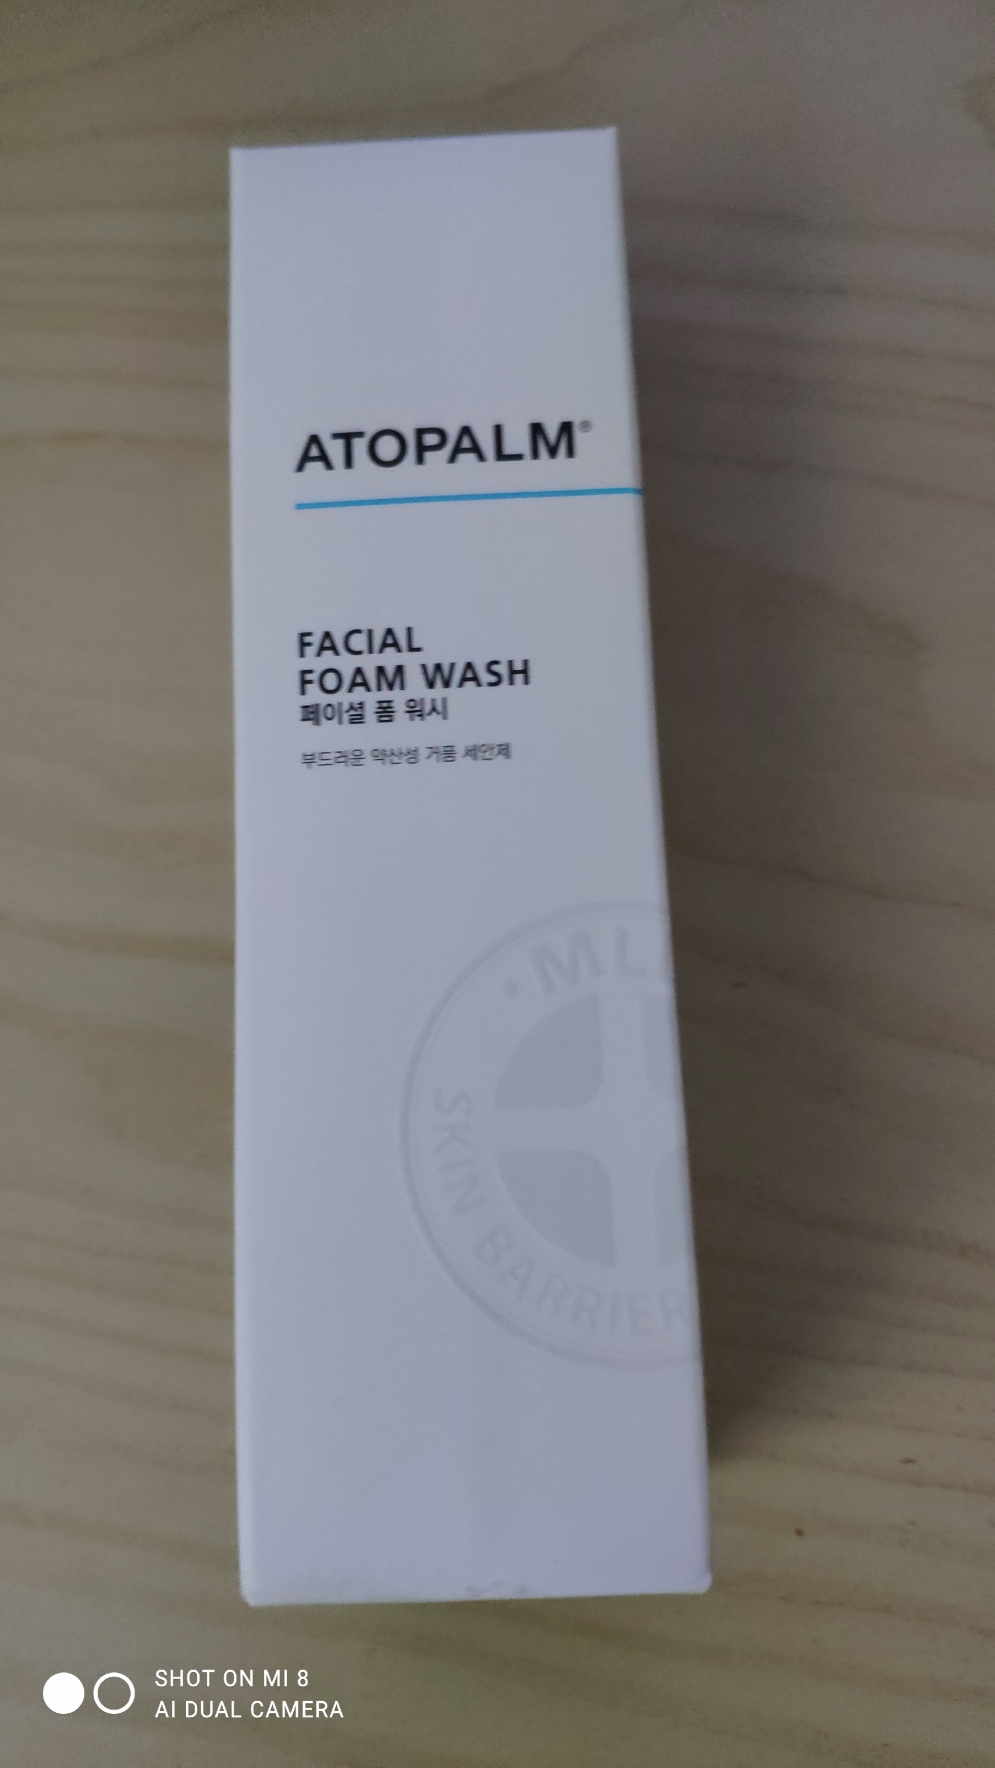 ATOPALM®
FACIAL
FOAM WASH
페이셜 폼 워시
부드러운 약산성 거품 세안제
· ML
SKIN BARRIER
SHOT ON MI 8
AI DUAL CAMERA